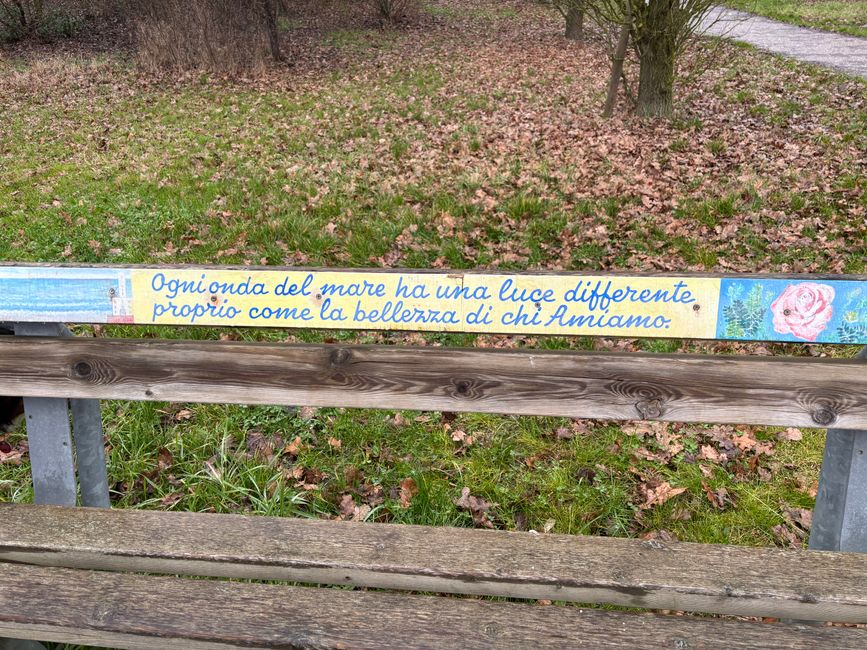 Ogni onda del mare ha una luce differente
proprio come la bellezza di chi Amiamo.